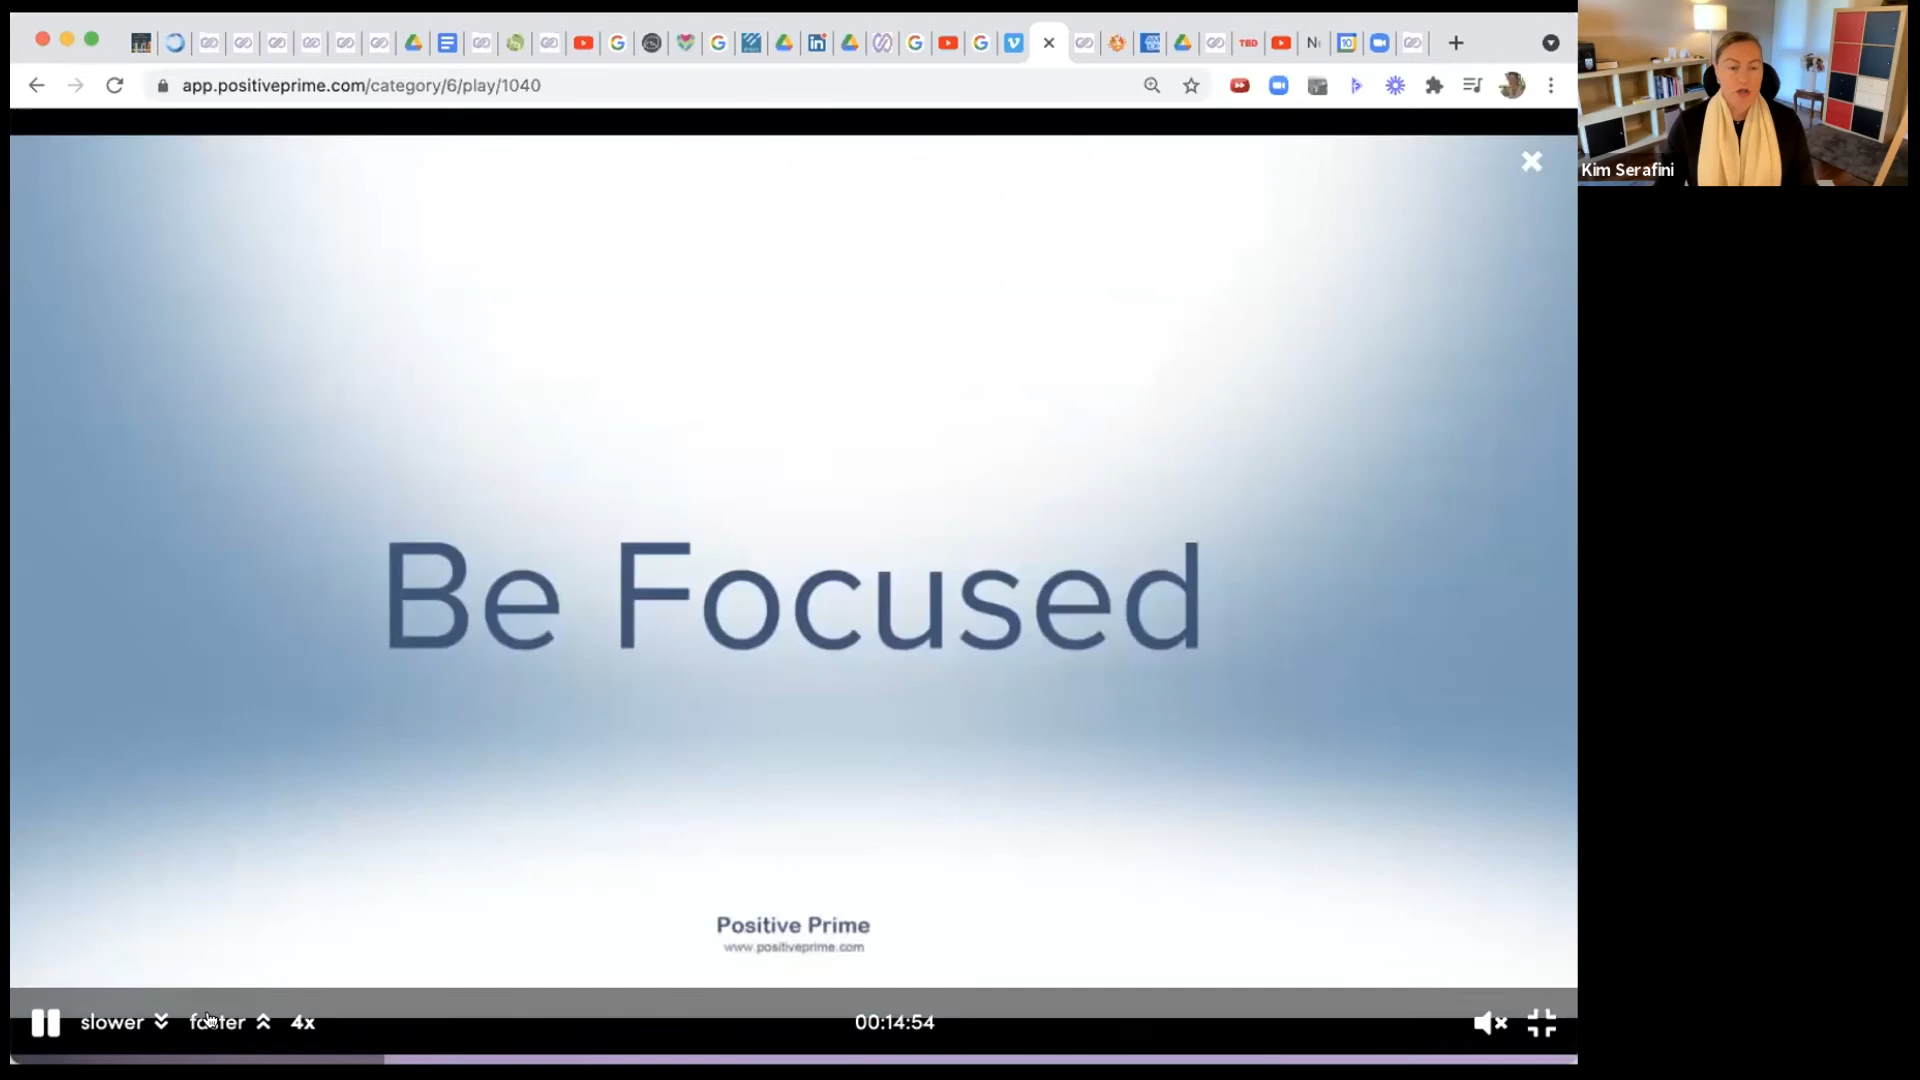 app.positiveprime.com/category/6/play/1040
Kim Serafini
Be Focused
Positive Prime
www.positiveprime.com
slower
faster
4x
00:14:54